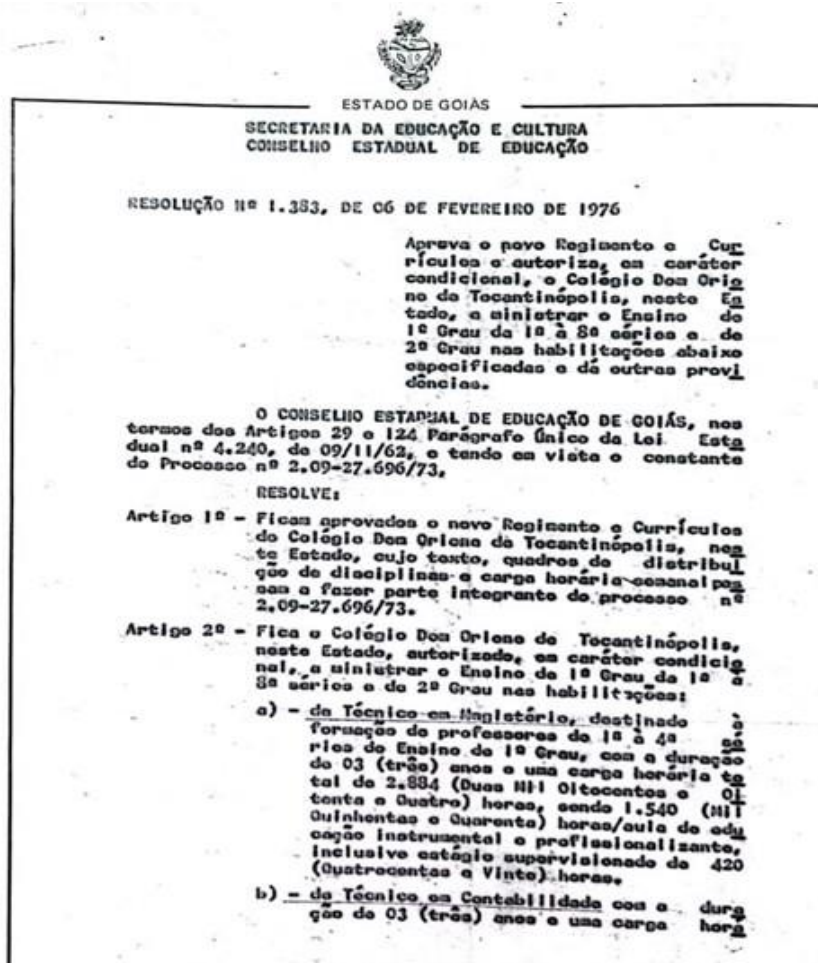 ESTADO DE GOIÁS
SECRETARIA DA EDUCAÇÃO E CULTURA
CONSELHO ESTADUAL DE EDUCAÇÃO
RESOLUÇÃO Nº 1.383, DE 06 DE FEVEREIRO DE 1976
Aprova o novo Regimento e Cur
rículos e autoriza, em caráter
condicional, o Colégio Dom Orio
no de Tocantinópolis, neste Es
tado, a ministrar o Ensino de
1º Grau da 1ª à 8ª séries e de
2º Grau nas habilitações abaixo
especificadas e dá outras provi
dências.
O CONSELHO ESTADUAL DE EDUCAÇÃO DE GOIÁS, nos
termos dos Artigos 29 e 124 Parágrafo Único da Lei Esta
dual nº 4.240, de 09/11/62, e tendo em vista o constante
do Processo nº 2.09-27.696/73,
RESOLVE:
Artigo 1º - Ficam aprovados o novo Regimento e Currículos
do Colégio Dom Orione de Tocantinópolis, nes
te Estado, cujo texto, quadros de distribui
ção de disciplinas e carga horária semanal pas
sam a fazer parte integrante do processo nº
2.09-27.696/73.
Artigo 2º - Fica o Colégio Dom Orione de Tocantinópolis,
neste Estado, autorizado, em caráter condicio
nal, a ministrar o Ensino de 1º Grau da 1ª à
8ª séries e de 2º Grau nas habilitações:
a) - de Técnico em Magistério, destinado à
formação de professores de 1ª à 4ª sé
ries do Ensino de 1º Grau, com a duração
de 03 (três) anos e uma carga horária to
tal de 2.884 (Duas Mil Oitocentos e Oi
tenta e Quatro) horas, sendo 1.540 (Mil
Quinhentas e Quarenta) horas/aula de edu
cação instrumental e profissionalizante,
inclusive estágio supervisionado de 420
(Quatrocentas e Vinte) horas.
b) - de Técnico em Contabilidade com a dura
ção de 03 (três) anos e uma carga horá